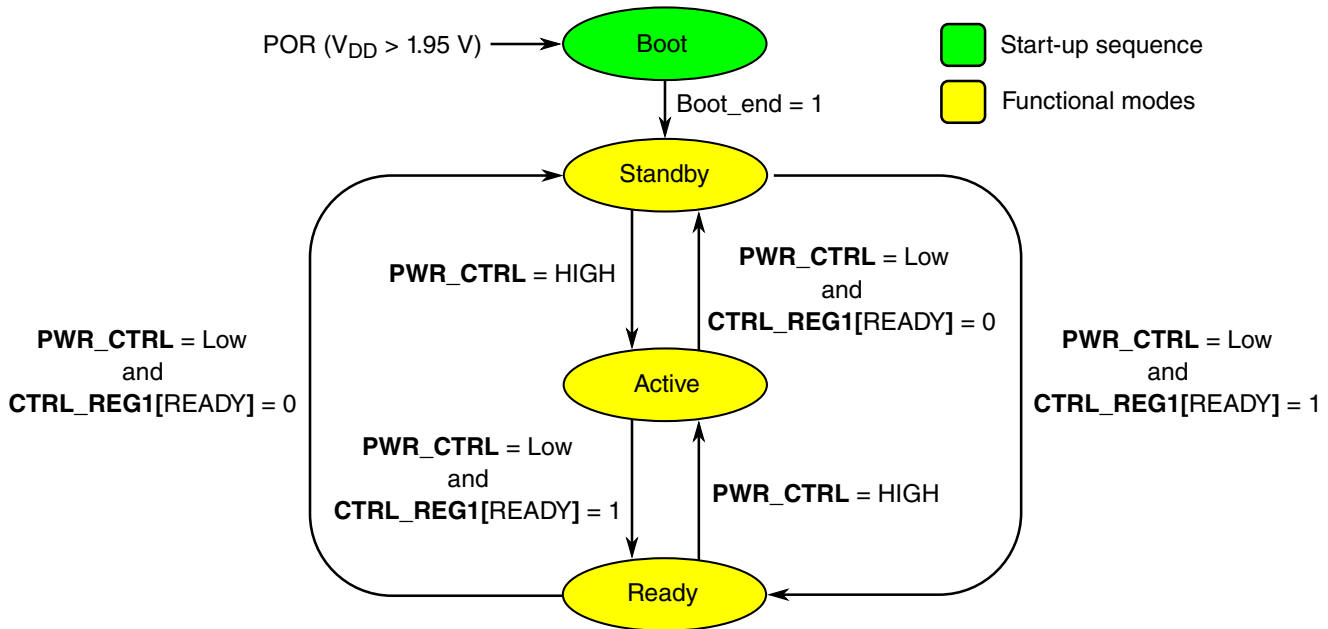 POR (VDD > 1.95 V)
Boot
Start-up sequence
Functional modes
Boot_end = 1
Standby
PWR_CTRL = HIGH
PWR_CTRL = Low
and
CTRL_REG1[READY] = 0
PWR_CTRL = Low
and
CTRL_REG1[READY] = 0
PWR_CTRL = Low
and
CTRL_REG1[READY] = 1
Active
PWR_CTRL = Low
and
CTRL_REG1[READY] = 1
PWR_CTRL = HIGH
Ready